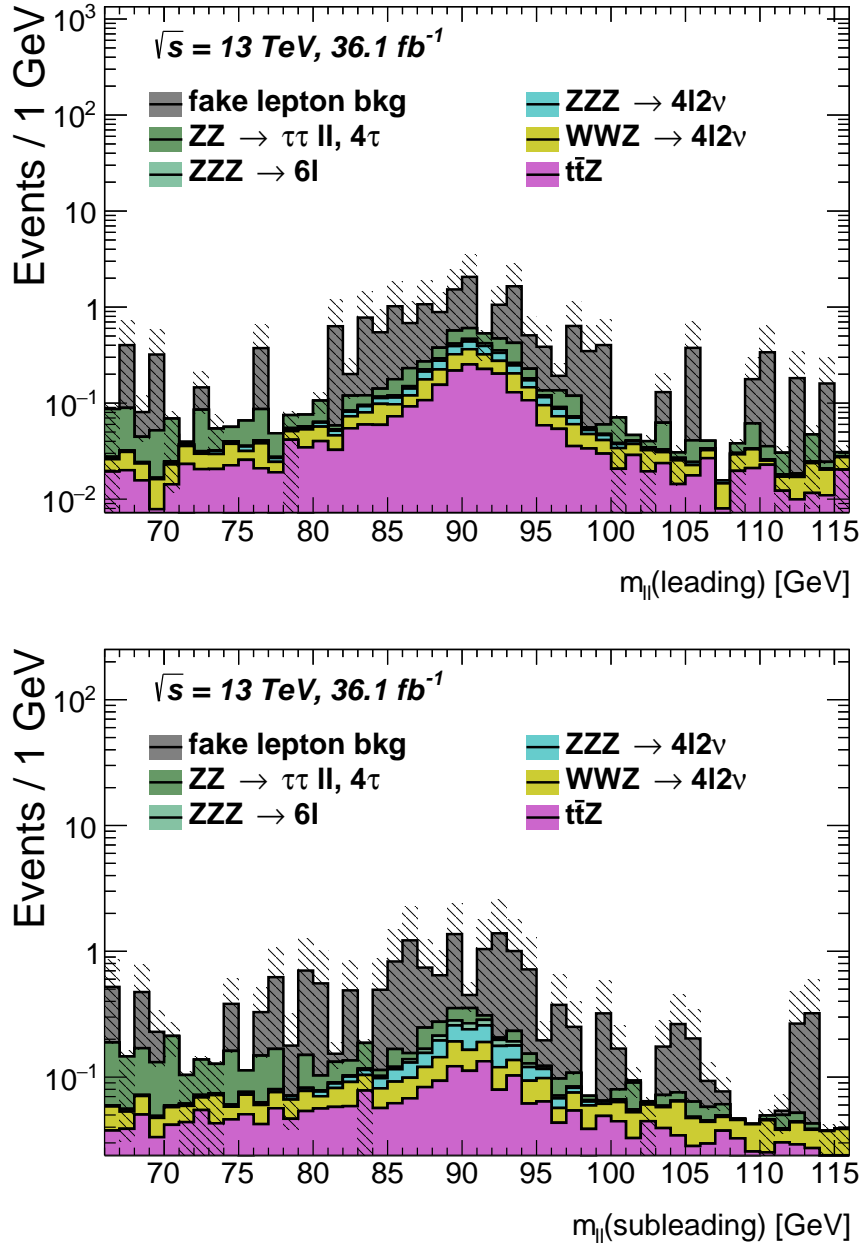 Events / 1 GeV
10³
10²
10
1
10⁻¹
10⁻²
√s = 13 TeV, 36.1 fb⁻¹
fake lepton bkg
ZZ → ττ ll, 4τ
ZZZ → 6l
ZZZ → 4l2ν
WWZ → 4l2ν
tt̄Z
70 75 80 85 90 95 100 105 110 115
m_ll(leading) [GeV]
Events / 1 GeV
10²
10
1
10⁻¹
√s = 13 TeV, 36.1 fb⁻¹
fake lepton bkg
ZZ → ττ ll, 4τ
ZZZ → 6l
ZZZ → 4l2ν
WWZ → 4l2ν
tt̄Z
70 75 80 85 90 95 100 105 110 115
m_ll(subleading) [GeV]